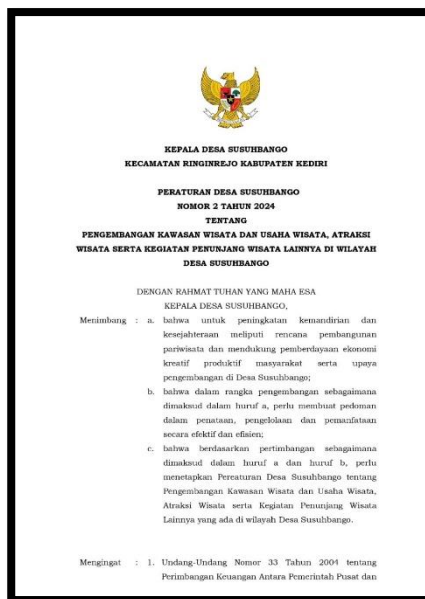 KEPALA DESA SUSUHBANGO
KECAMATAN RINGINREJO KABUPATEN KEDIRI
PERATURAN DESA SUSUHBANGO
NOMOR 2 TAHUN 2024
TENTANG
PENGEMBANGAN KAWASAN WISATA DAN USAHA WISATA, ATRAKSI
WISATA SERTA KEGIATAN PENUNJANG WISATA LAINNYA DI WILAYAH
DESA SUSUHBANGO
DENGAN RAHMAT TUHAN YANG MAHA ESA
KEPALA DESA SUSUHBANGO,
Menimbang : a. bahwa untuk peningkatan kemandirian dan
kesejahteraan meliputi rencana pembangunan
pariwisata dan mendukung pemberdayaan ekonomi
kreatif produktif masyarakat serta upaya
pengembangan di Desa Susuhbango;
b. bahwa dalam rangka pengembangan sebagaimana
dimaksud dalam huruf a, perlu membuat pedoman
dalam penataan, pengelolaan dan pemanfaatan
secara efektif dan efisien;
c. bahwa berdasarkan pertimbangan sebagaimana
dimaksud dalam huruf a dan huruf b, perlu
menetapkan Pereaturan Desa Susuhbango tentang
Pengembangan Kawasan Wisata dan Usaha Wisata,
Atraksi Wisata serta Kegiatan Penunjang Wisata
Lainnya yang ada di wilayah Desa Susuhbango.
Mengingat : 1. Undang-Undang Nomor 33 Tahun 2004 tentang
Perimbangan Keuangan Antara Pemerintah Pusat dan